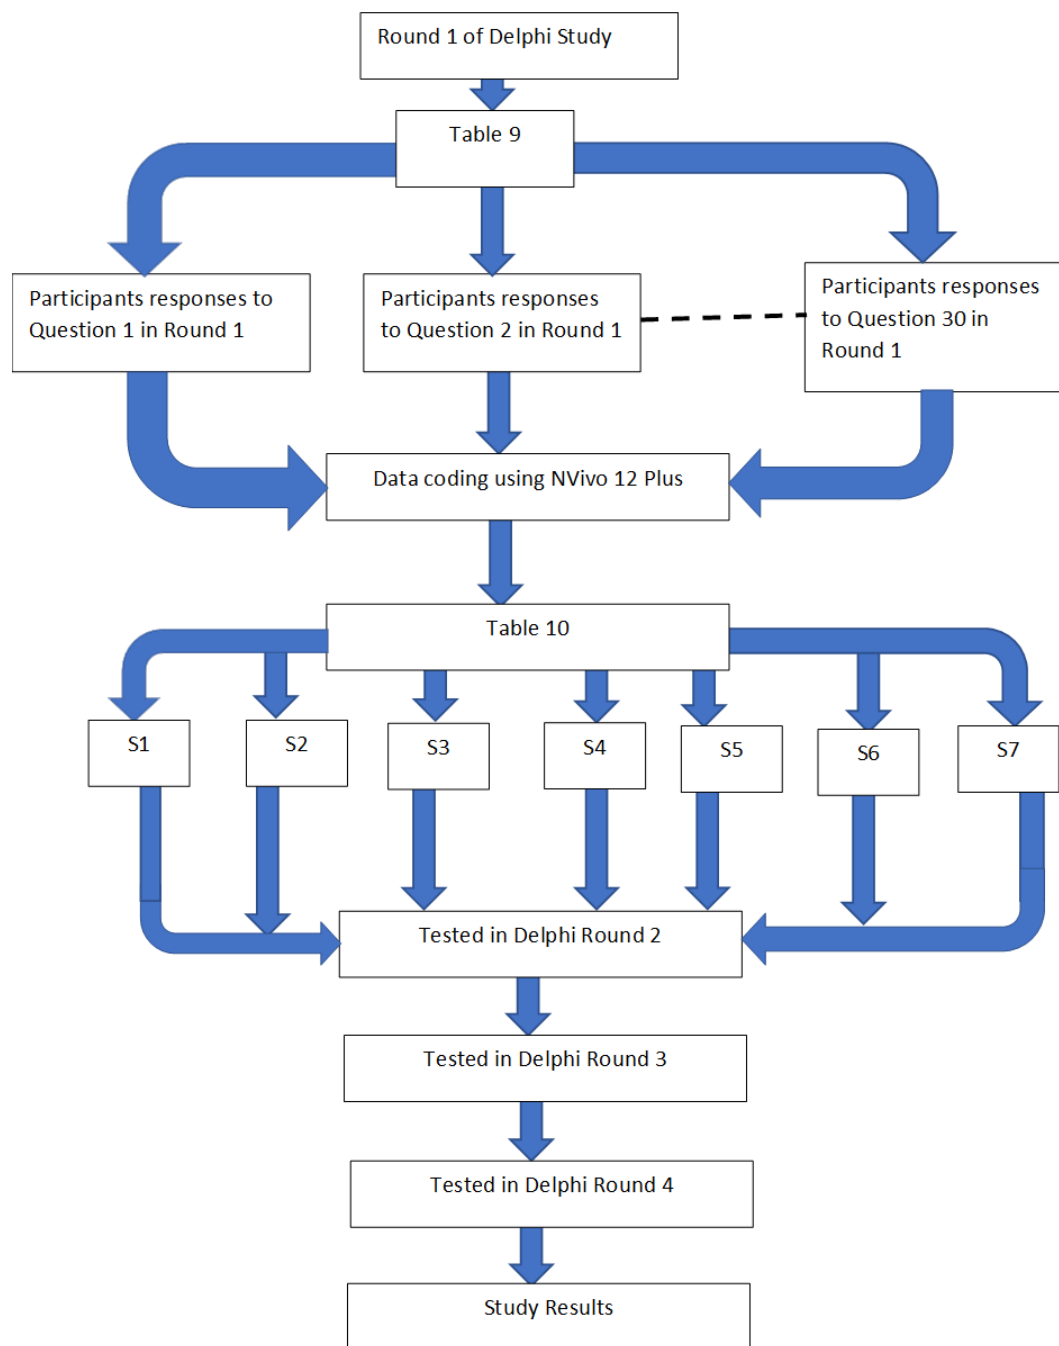 Round 1 of Delphi Study
Table 9
Participants responses to
Question 1 in Round 1
Participants responses
to Question 2 in Round 1
Participants responses
to Question 30 in
Round 1
Data coding using NVivo 12 Plus
Table 10
S1
S2
S3
S4
S5
S6
S7
Tested in Delphi Round 2
Tested in Delphi Round 3
Tested in Delphi Round 4
Study Results